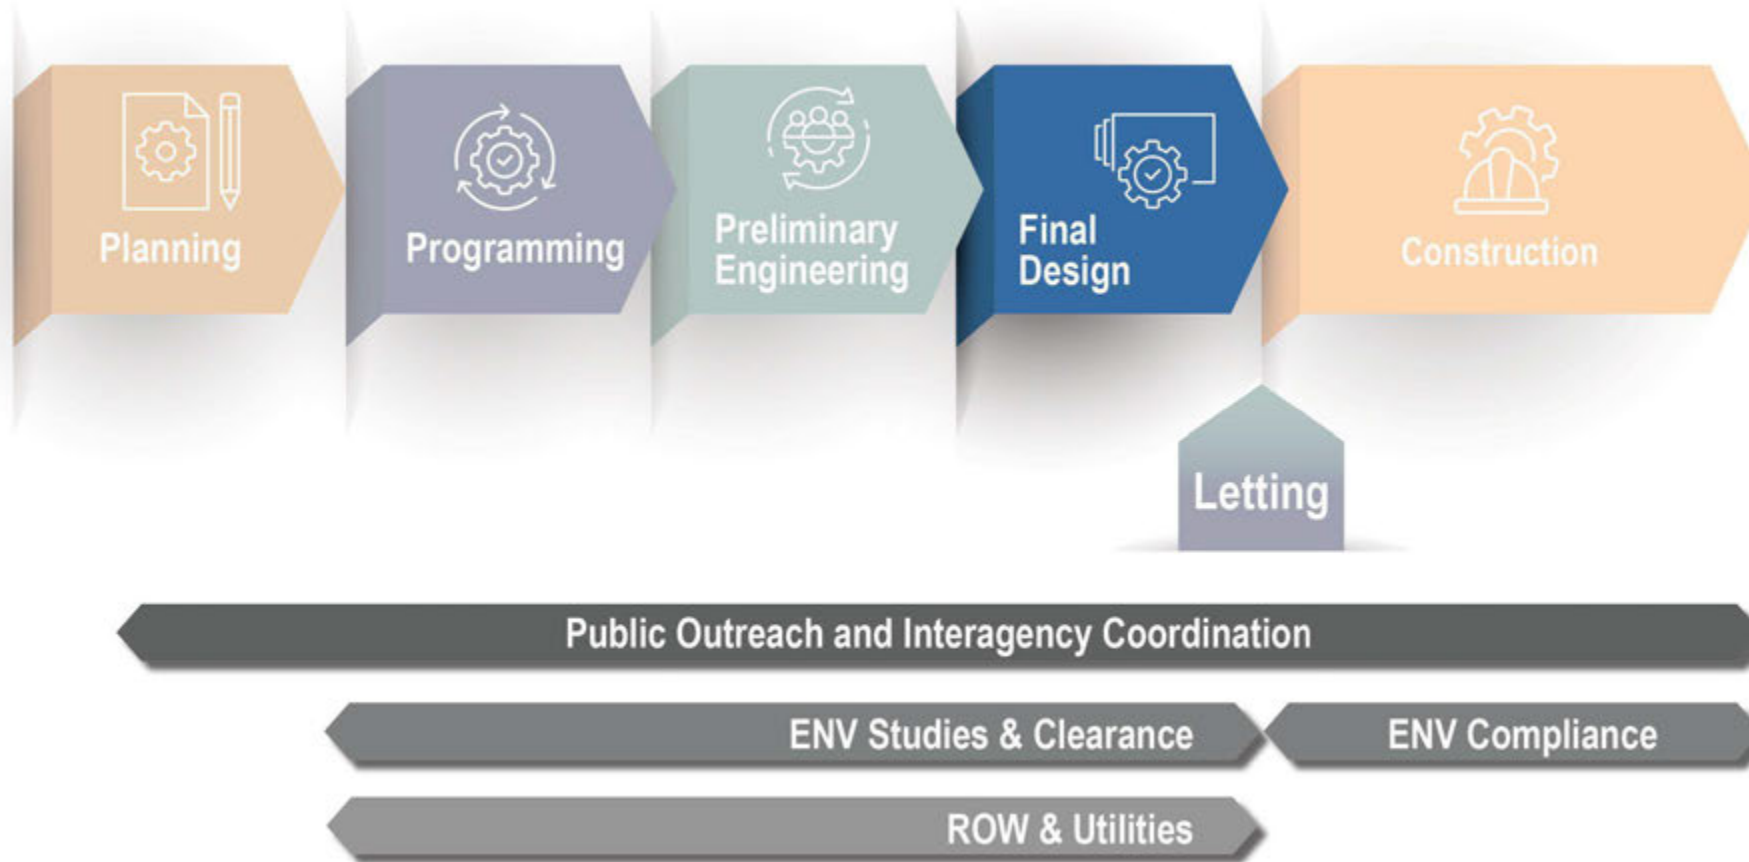 Planning
Programming
Preliminary
Engineering
Final
Design
Construction
Letting
Public Outreach and Interagency Coordination
ENV Studies & Clearance
ENV Compliance
ROW & Utilities